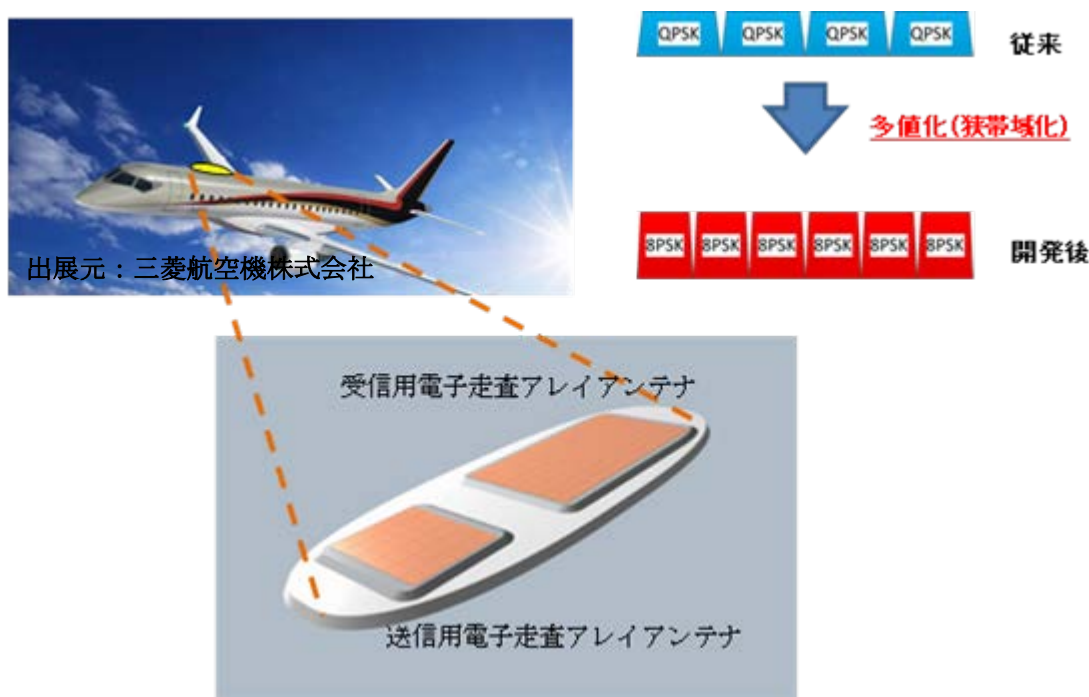 QPSK QPSK QPSK QPSK 従来
多値化(狭帯域化)
8PSK 8PSK 8PSK 8PSK 8PSK 8PSK 開発後
出展元：三菱航空機株式会社
受信用電子走査アレイアンテナ
送信用電子走査アレイアンテナ